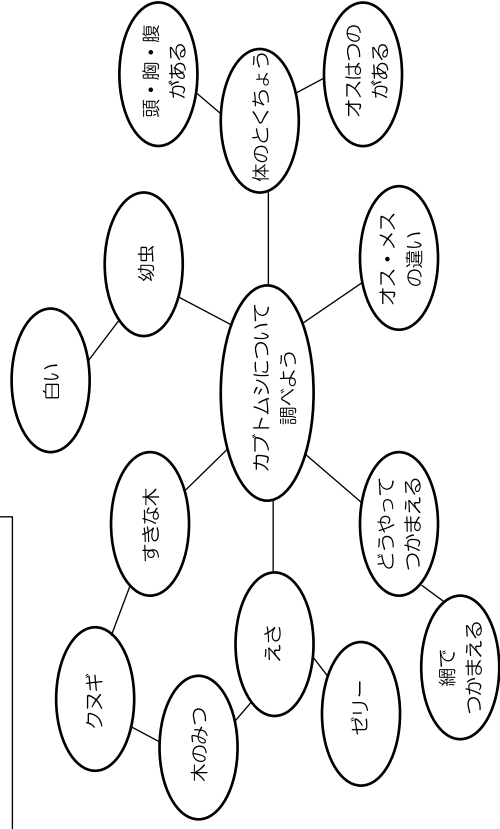 カブトムシについて
調べよう
体のとくちょう
頭・胸・腹
がある
オスはつの
がある
オス・メス
の違い
どうやって
つかまえる
網で
つかまえる
えさ
ゼリー
木のみつ
クヌギ
すきな木
幼虫
白い